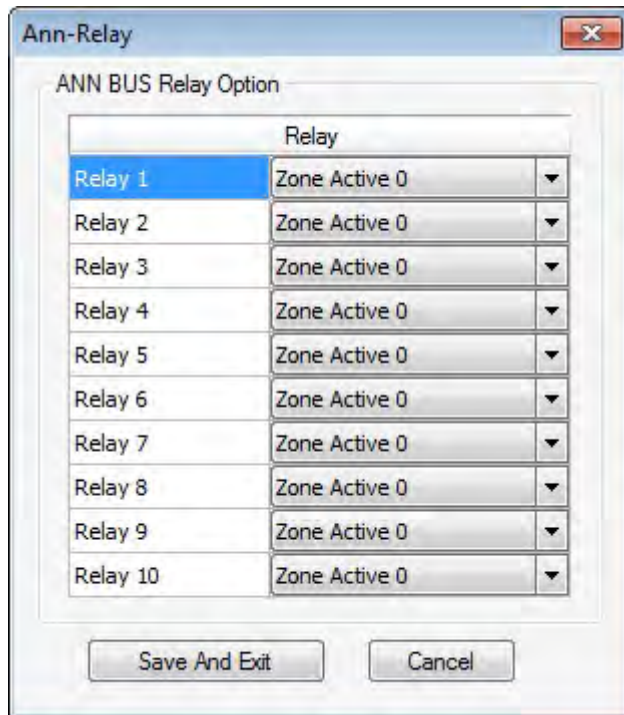 Ann-Relay
ANN BUS Relay Option
Relay
Relay 1 Zone Active 0
Relay 2 Zone Active 0
Relay 3 Zone Active 0
Relay 4 Zone Active 0
Relay 5 Zone Active 0
Relay 6 Zone Active 0
Relay 7 Zone Active 0
Relay 8 Zone Active 0
Relay 9 Zone Active 0
Relay 10 Zone Active 0
Save And Exit Cancel